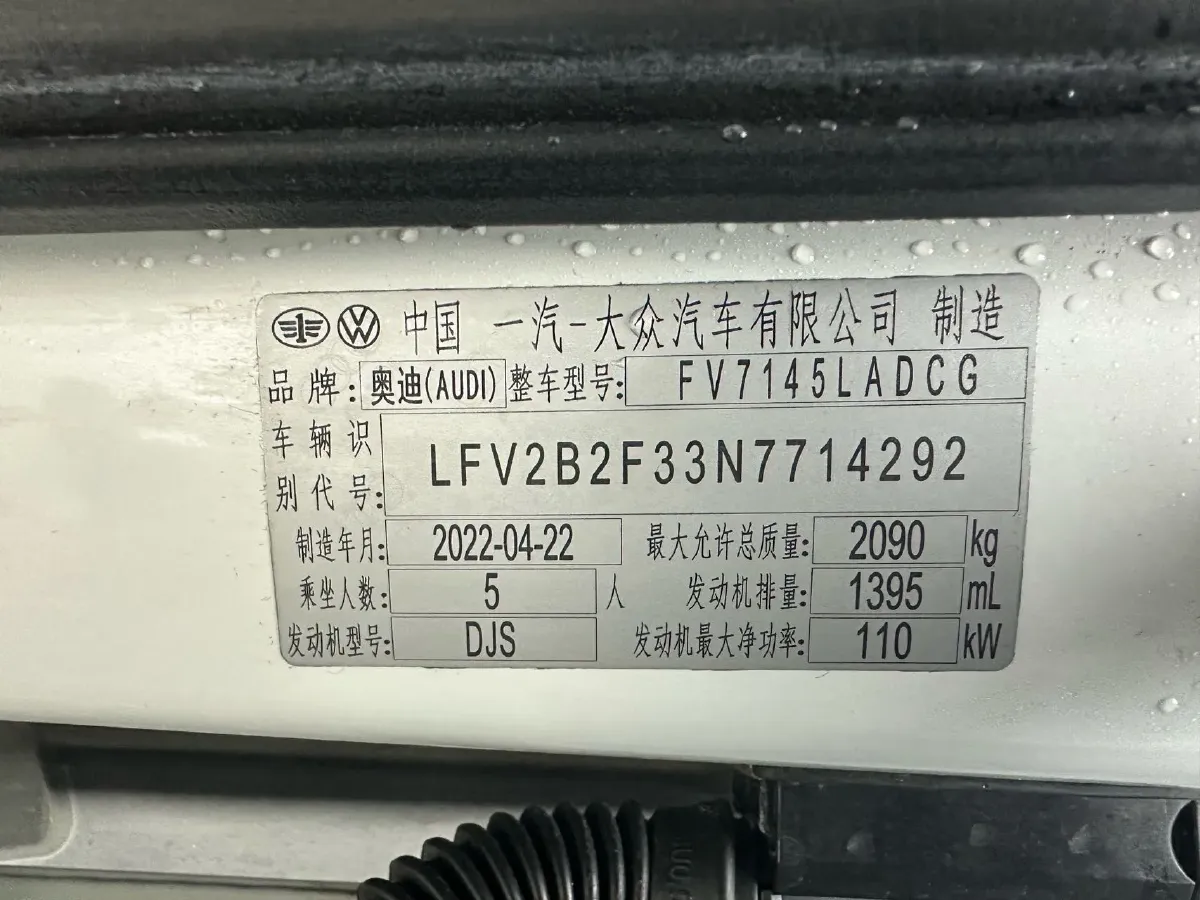 中国 一汽-大众汽车有限公司 制造
品牌: 奥迪(AUDI) 整车型号: FV7145LADCG
车辆识别代号: LFV2B2F33N7714292
制造年月: 2022-04-22 最大允许总质量: 2090 kg
乘坐人数: 5 人 发动机排量: 1395 mL
发动机型号: DJS 发动机最大净功率: 110 kW